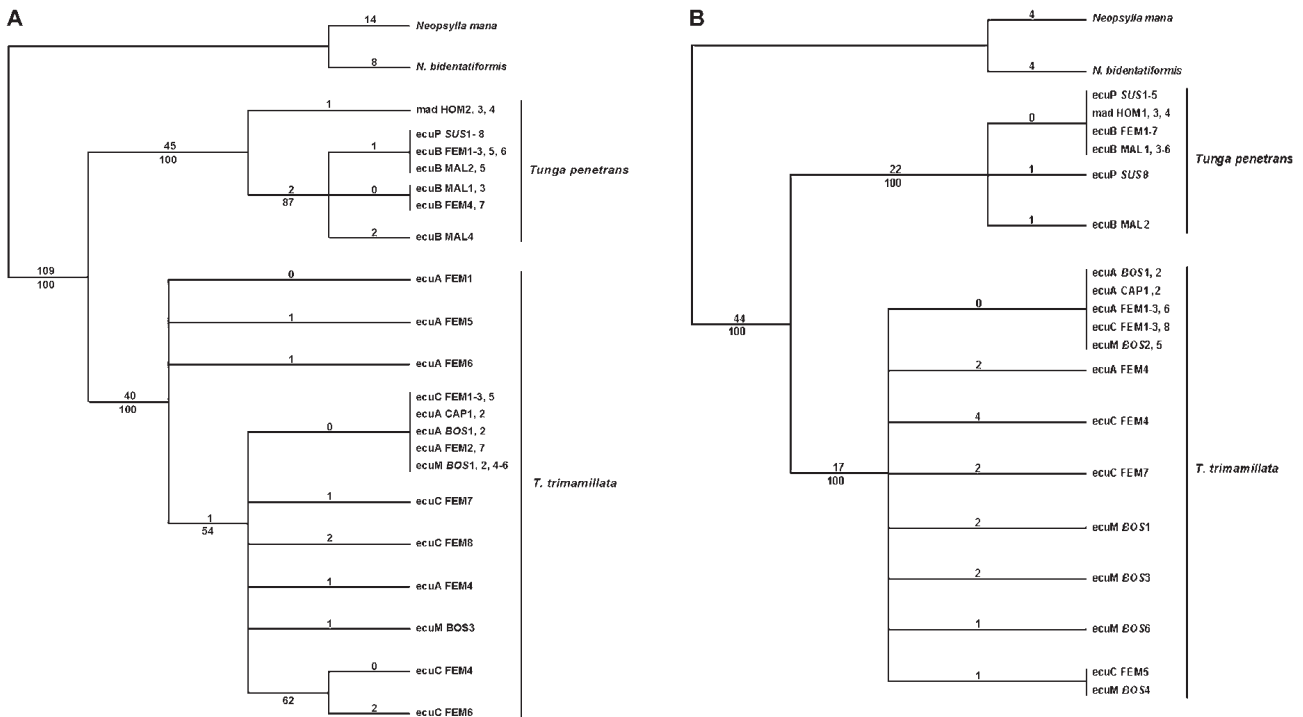 A
14
Neopsylla mana
8
N. bidentatiformis
1
mad HOM2, 3, 4
45
100
ecuP SUS1- 8
1
ecuB FEM1-3, 5, 6
ecuB MAL2, 5
Tunga penetrans
2
87
0
ecuB MAL1, 3
ecuB FEM4, 7
2
ecuB MAL4
109
100
0
ecuA FEM1
1
ecuA FEM5
1
ecuA FEM6
40
100
ecuC FEM1-3, 5
ecuA CAP1, 2
0
ecuA BOS1, 2
ecuA FEM2, 7
ecuM BOS1, 2, 4-6
T. trimamillata
1
ecuC FEM7
1
54
2
ecuC FEM8
1
ecuA FEM4
1
ecuM BOS3
0
ecuC FEM4
62
2
ecuC FEM6
B
4
Neopsylla mana
4
N. bidentatiformis
ecuP SUS1-5
mad HOM1, 3, 4
0
ecuB FEM1-7
ecuB MAL1, 3-6
Tunga penetrans
22
100
1
ecuP SUS8
1
ecuB MAL2
44
100
ecuA BOS1, 2
ecuA CAP1 ,2
0
ecuA FEM1-3, 6
ecuC FEM1-3, 8
ecuM BOS2, 5
2
ecuA FEM4
4
ecuC FEM4
17
100
2
ecuC FEM7
T. trimamillata
2
ecuM BOS1
2
ecuM BOS3
1
ecuM BOS6
1
ecuC FEM5
ecuM BOS4